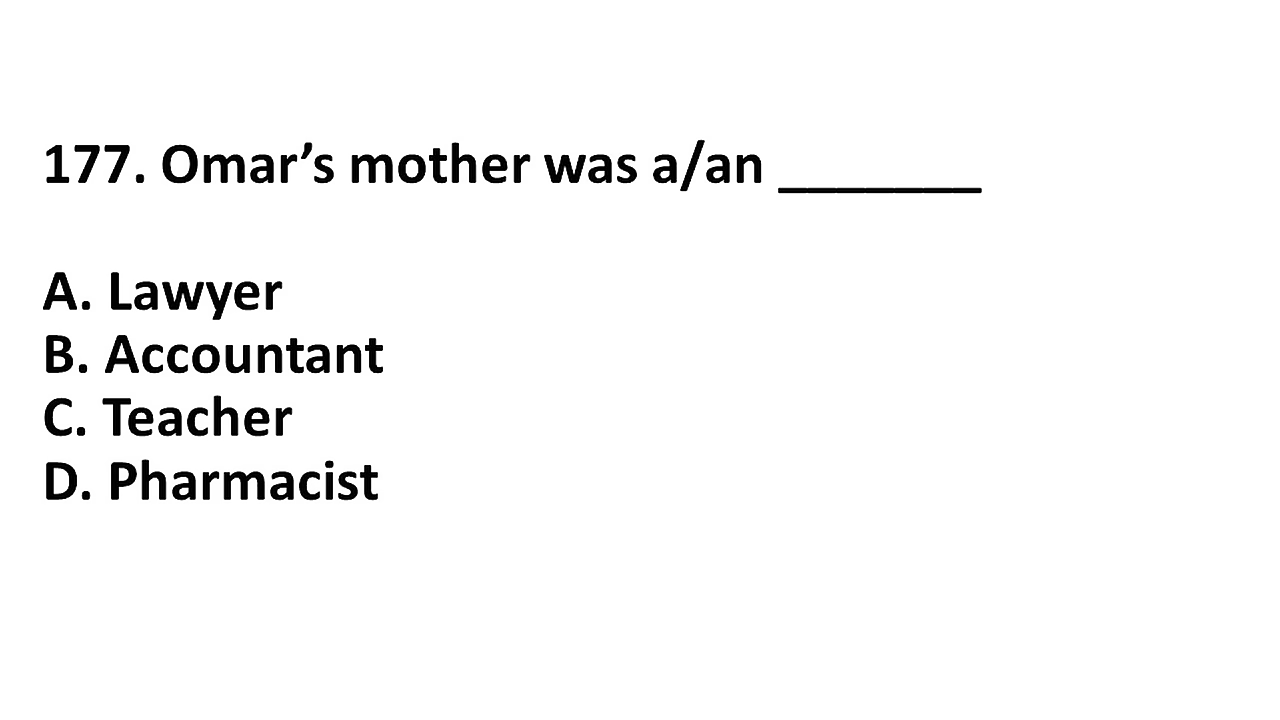 177. Omar’s mother was a/an _______
A. Lawyer
B. Accountant
C. Teacher
D. Pharmacist